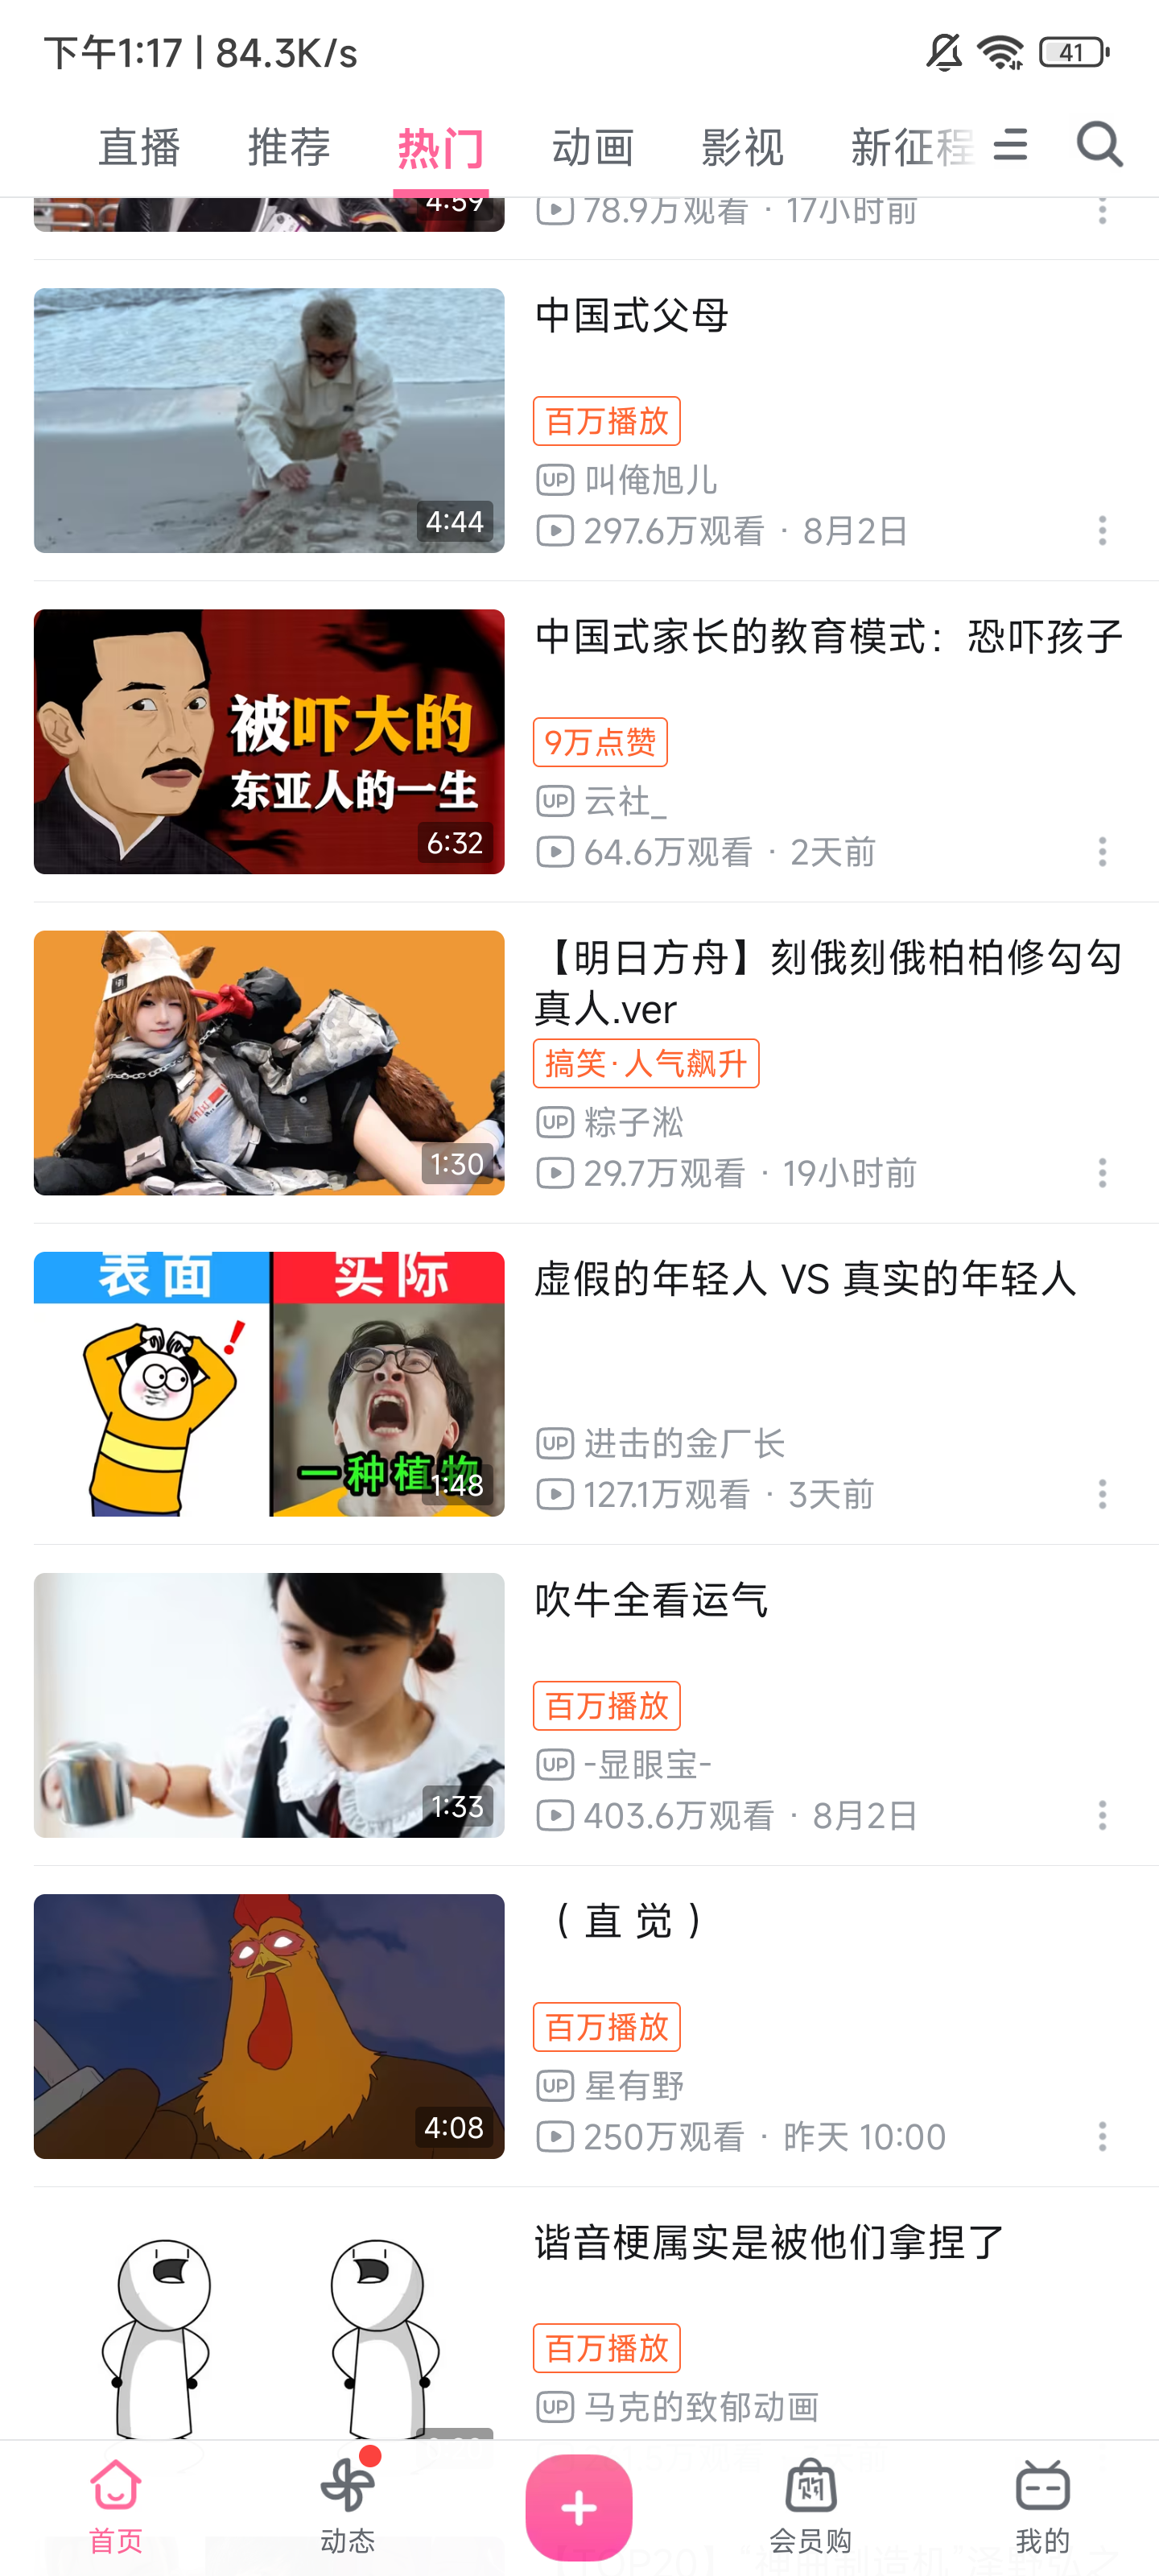 下午1:17 | 84.3K/s
41
直播 推荐 热门 动画 影视 新征程
4:59
78.9万观看 · 17小时前
中国式父母
百万播放
UP 叫俺旭儿
4:44
297.6万观看 · 8月2日
中国式家长的教育模式：恐吓孩子
被吓大的
东亚人的一生
9万点赞
UP 云社_
6:32
64.6万观看 · 2天前
【明日方舟】刻俄刻俄柏柏修勾勾
真人.ver
搞笑·人气飙升
UP 粽子淞
1:30
29.7万观看 · 19小时前
表面 实际
虚假的年轻人 VS 真实的年轻人
UP 进击的金厂长
一种植物
1:48
127.1万观看 · 3天前
吹牛全看运气
百万播放
UP -显眼宝-
1:33
403.6万观看 · 8月2日
（ 直 觉 ）
百万播放
UP 星有野
4:08
250万观看 · 昨天 10:00
谐音梗属实是被他们拿捏了
百万播放
UP 马克的致郁动画
首页 动态 会员购 我的